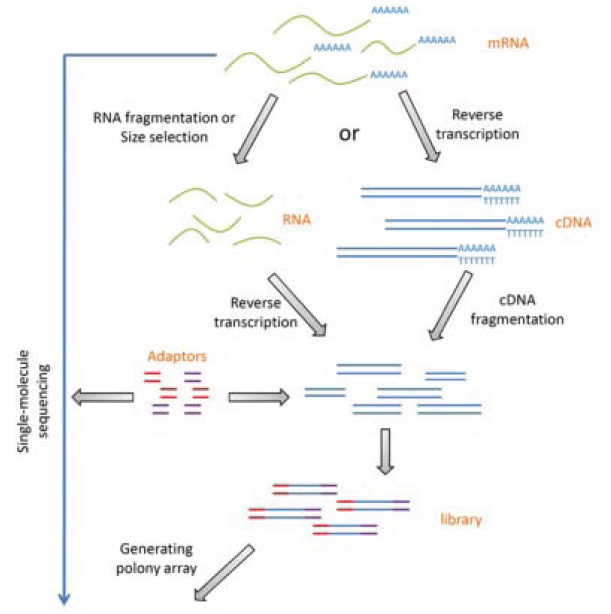 AAAAAA
AAAAAA
AAAAAA
mRNA
AAAAAA
RNA fragmentation or
Size selection
or
Reverse
transcription
RNA
AAAAAA
TTTTTTT
AAAAAA
TTTTTTT
cDNA
AAAAAA
TTTTTTT
Reverse
transcription
cDNA
fragmentation
Adaptors
Single-molecule
sequencing
library
Generating
polony array